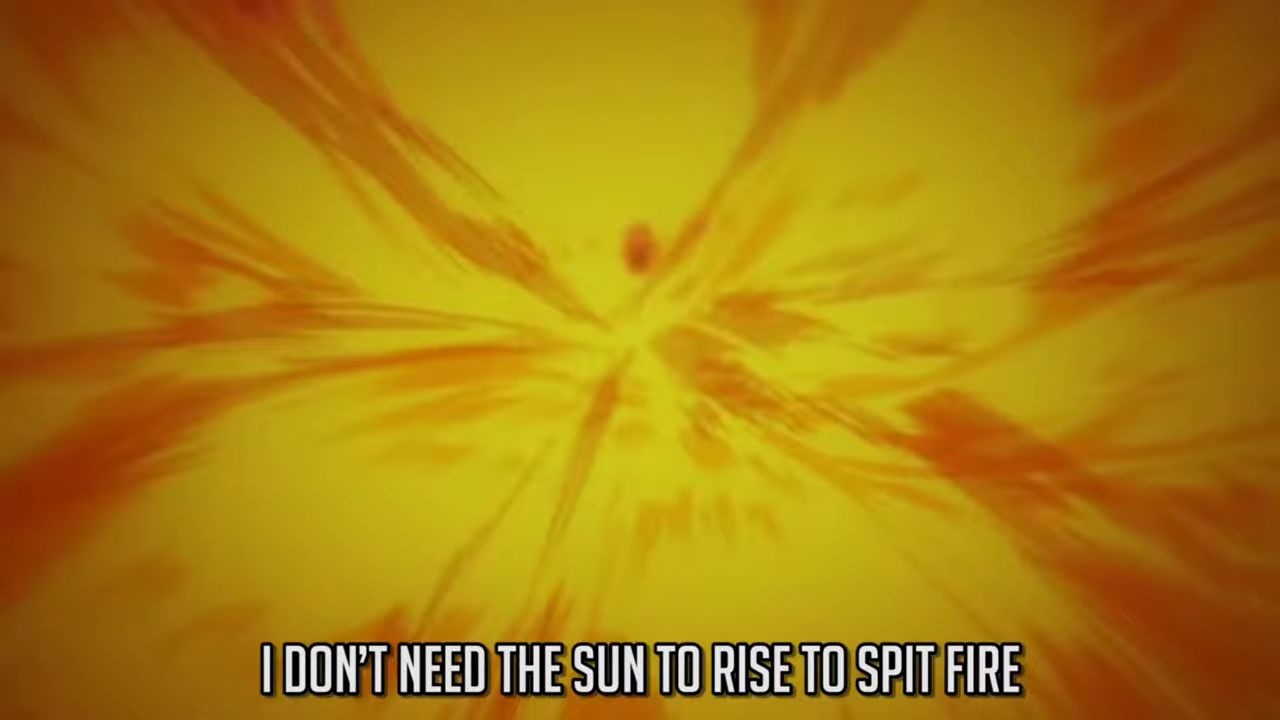 I DON'T NEED THE SUN TO RISE TO SPIT FIRE